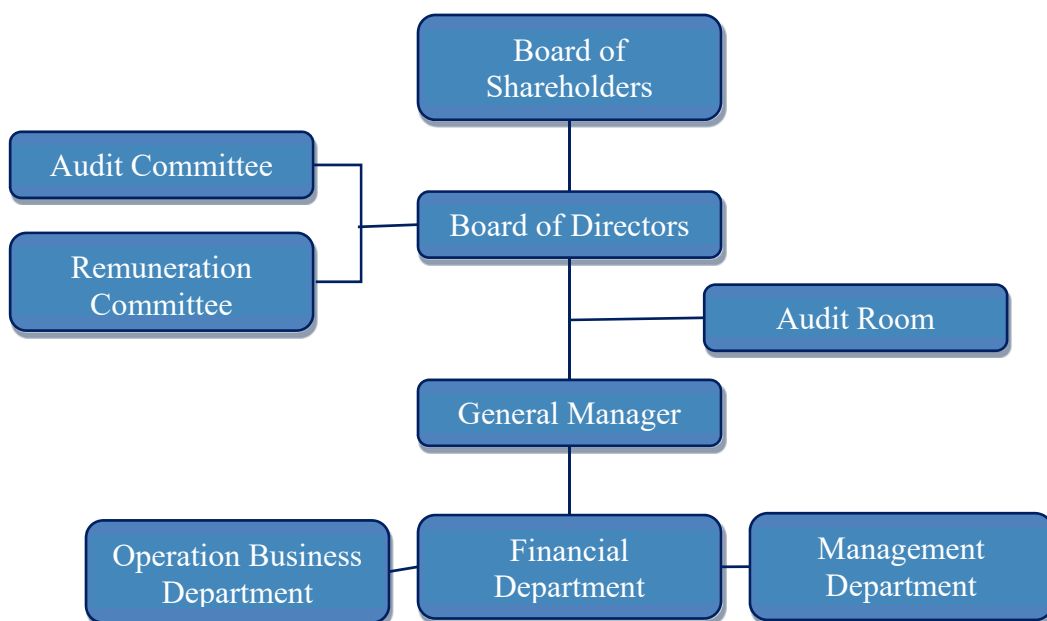 Board of
Shareholders
Audit Committee
Board of Directors
Remuneration
Committee
Audit Room
General Manager
Operation Business
Department
Financial
Department
Management
Department